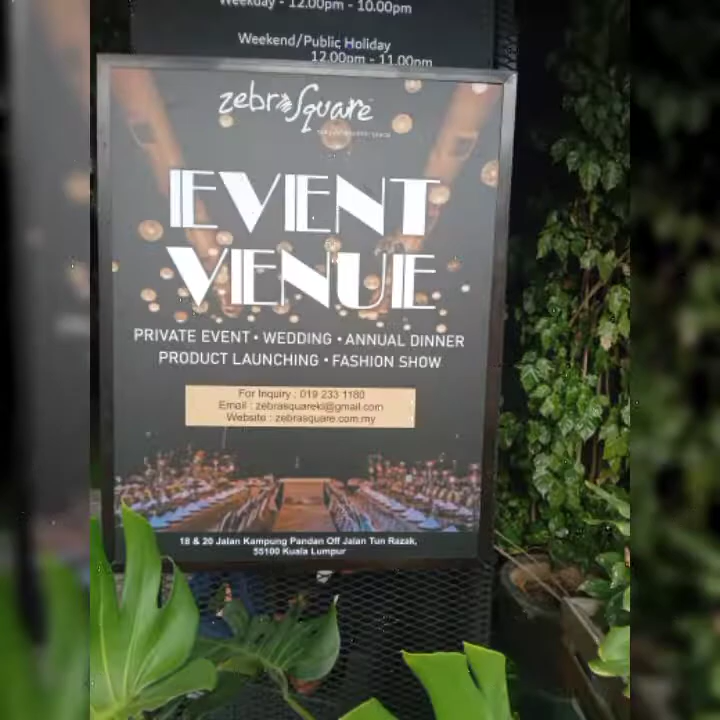 Weekday - 12.00pm - 10.00pm
Weekend/Public Holiday
12.00pm - 11.00pm
zebra Square
EVENT
VENUE
PRIVATE EVENT • WEDDING • ANNUAL DINNER
PRODUCT LAUNCHING • FASHION SHOW
For Inquiry : 019 233 1180
Email : zebrasquarekl@gmail.com
Website : zebrasquare.com.my
18 & 20 Jalan Kampung Pandan Off Jalan Tun Razak,
55100 Kuala Lumpur